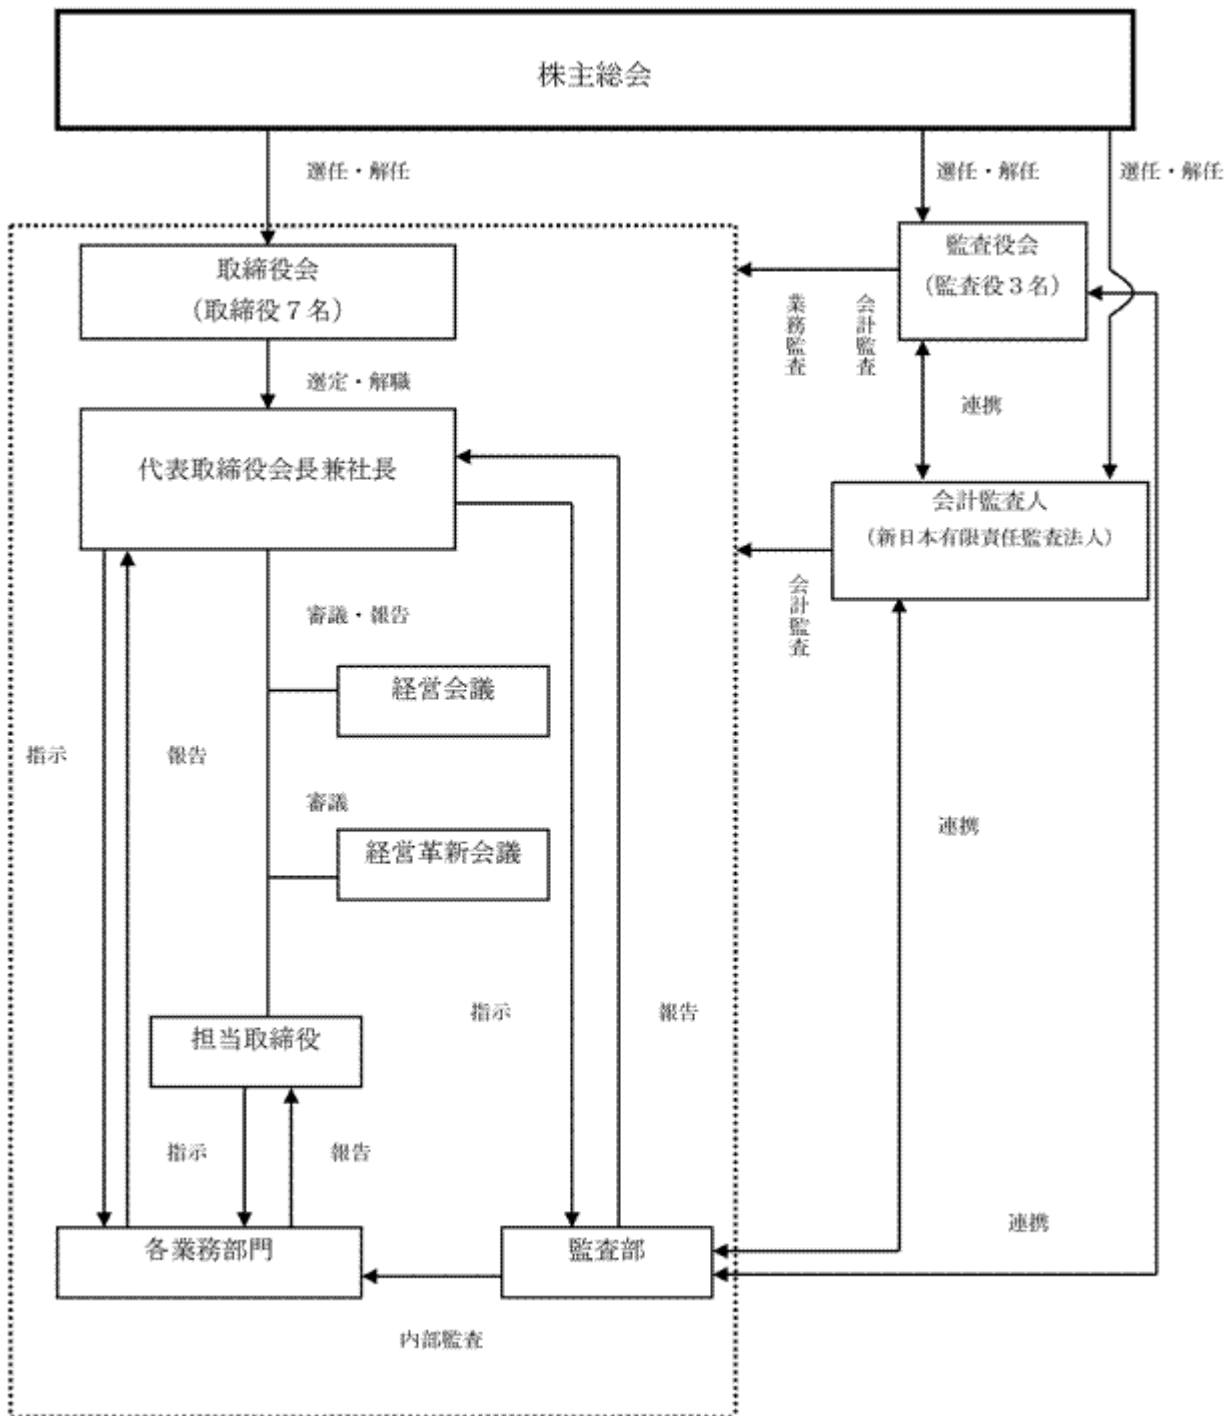 株主総会
選任・解任
選任・解任
選任・解任
取締役会
(取締役7名)
監査役会
(監査役3名)
業務監査
会計監査
選定・解職
連携
代表取締役会長兼社長
会計監査人
(新日本有限責任監査法人)
会計監査
審議・報告
経営会議
指示
報告
審議
経営革新会議
連携
指示
報告
担当取締役
指示
報告
連携
各業務部門
監査部
内部監査